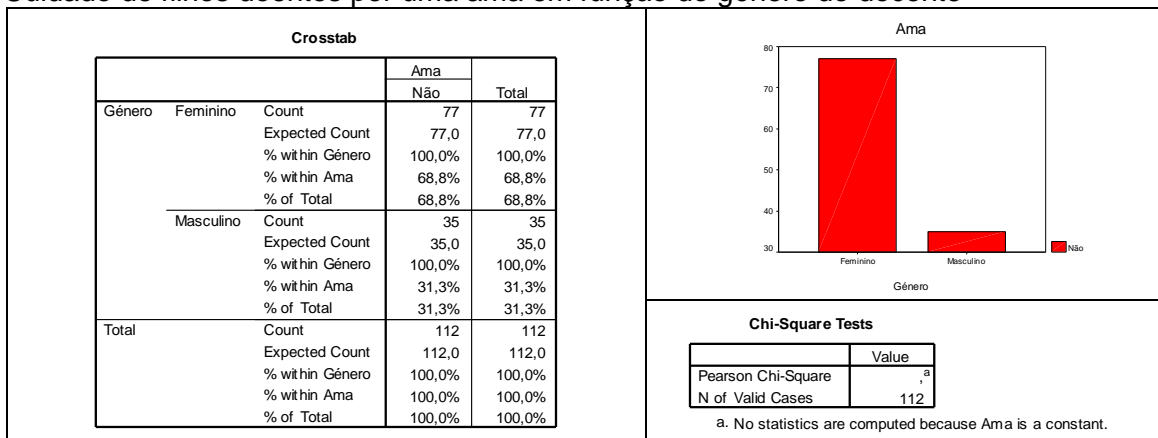 Cuidado de filhos doentes por uma ama em função do género do docente
Crosstab
Ama
Não Total
Género Feminino Count 77 77
Expected Count 77,0 77,0
% within Género 100,0% 100,0%
% within Ama 68,8% 68,8%
% of Total 68,8% 68,8%
Masculino Count 35 35
Expected Count 35,0 35,0
% within Género 100,0% 100,0%
% within Ama 31,3% 31,3%
% of Total 31,3% 31,3%
Total Count 112 112
Expected Count 112,0 112,0
% within Género 100,0% 100,0%
% within Ama 100,0% 100,0%
% of Total 100,0% 100,0%
Ama
80
70
60
50
40
30
Feminino Masculino
Não
Género
Chi-Square Tests
Value
Pearson Chi-Square ,a
N of Valid Cases 112
a. No statistics are computed because Ama is a constant.